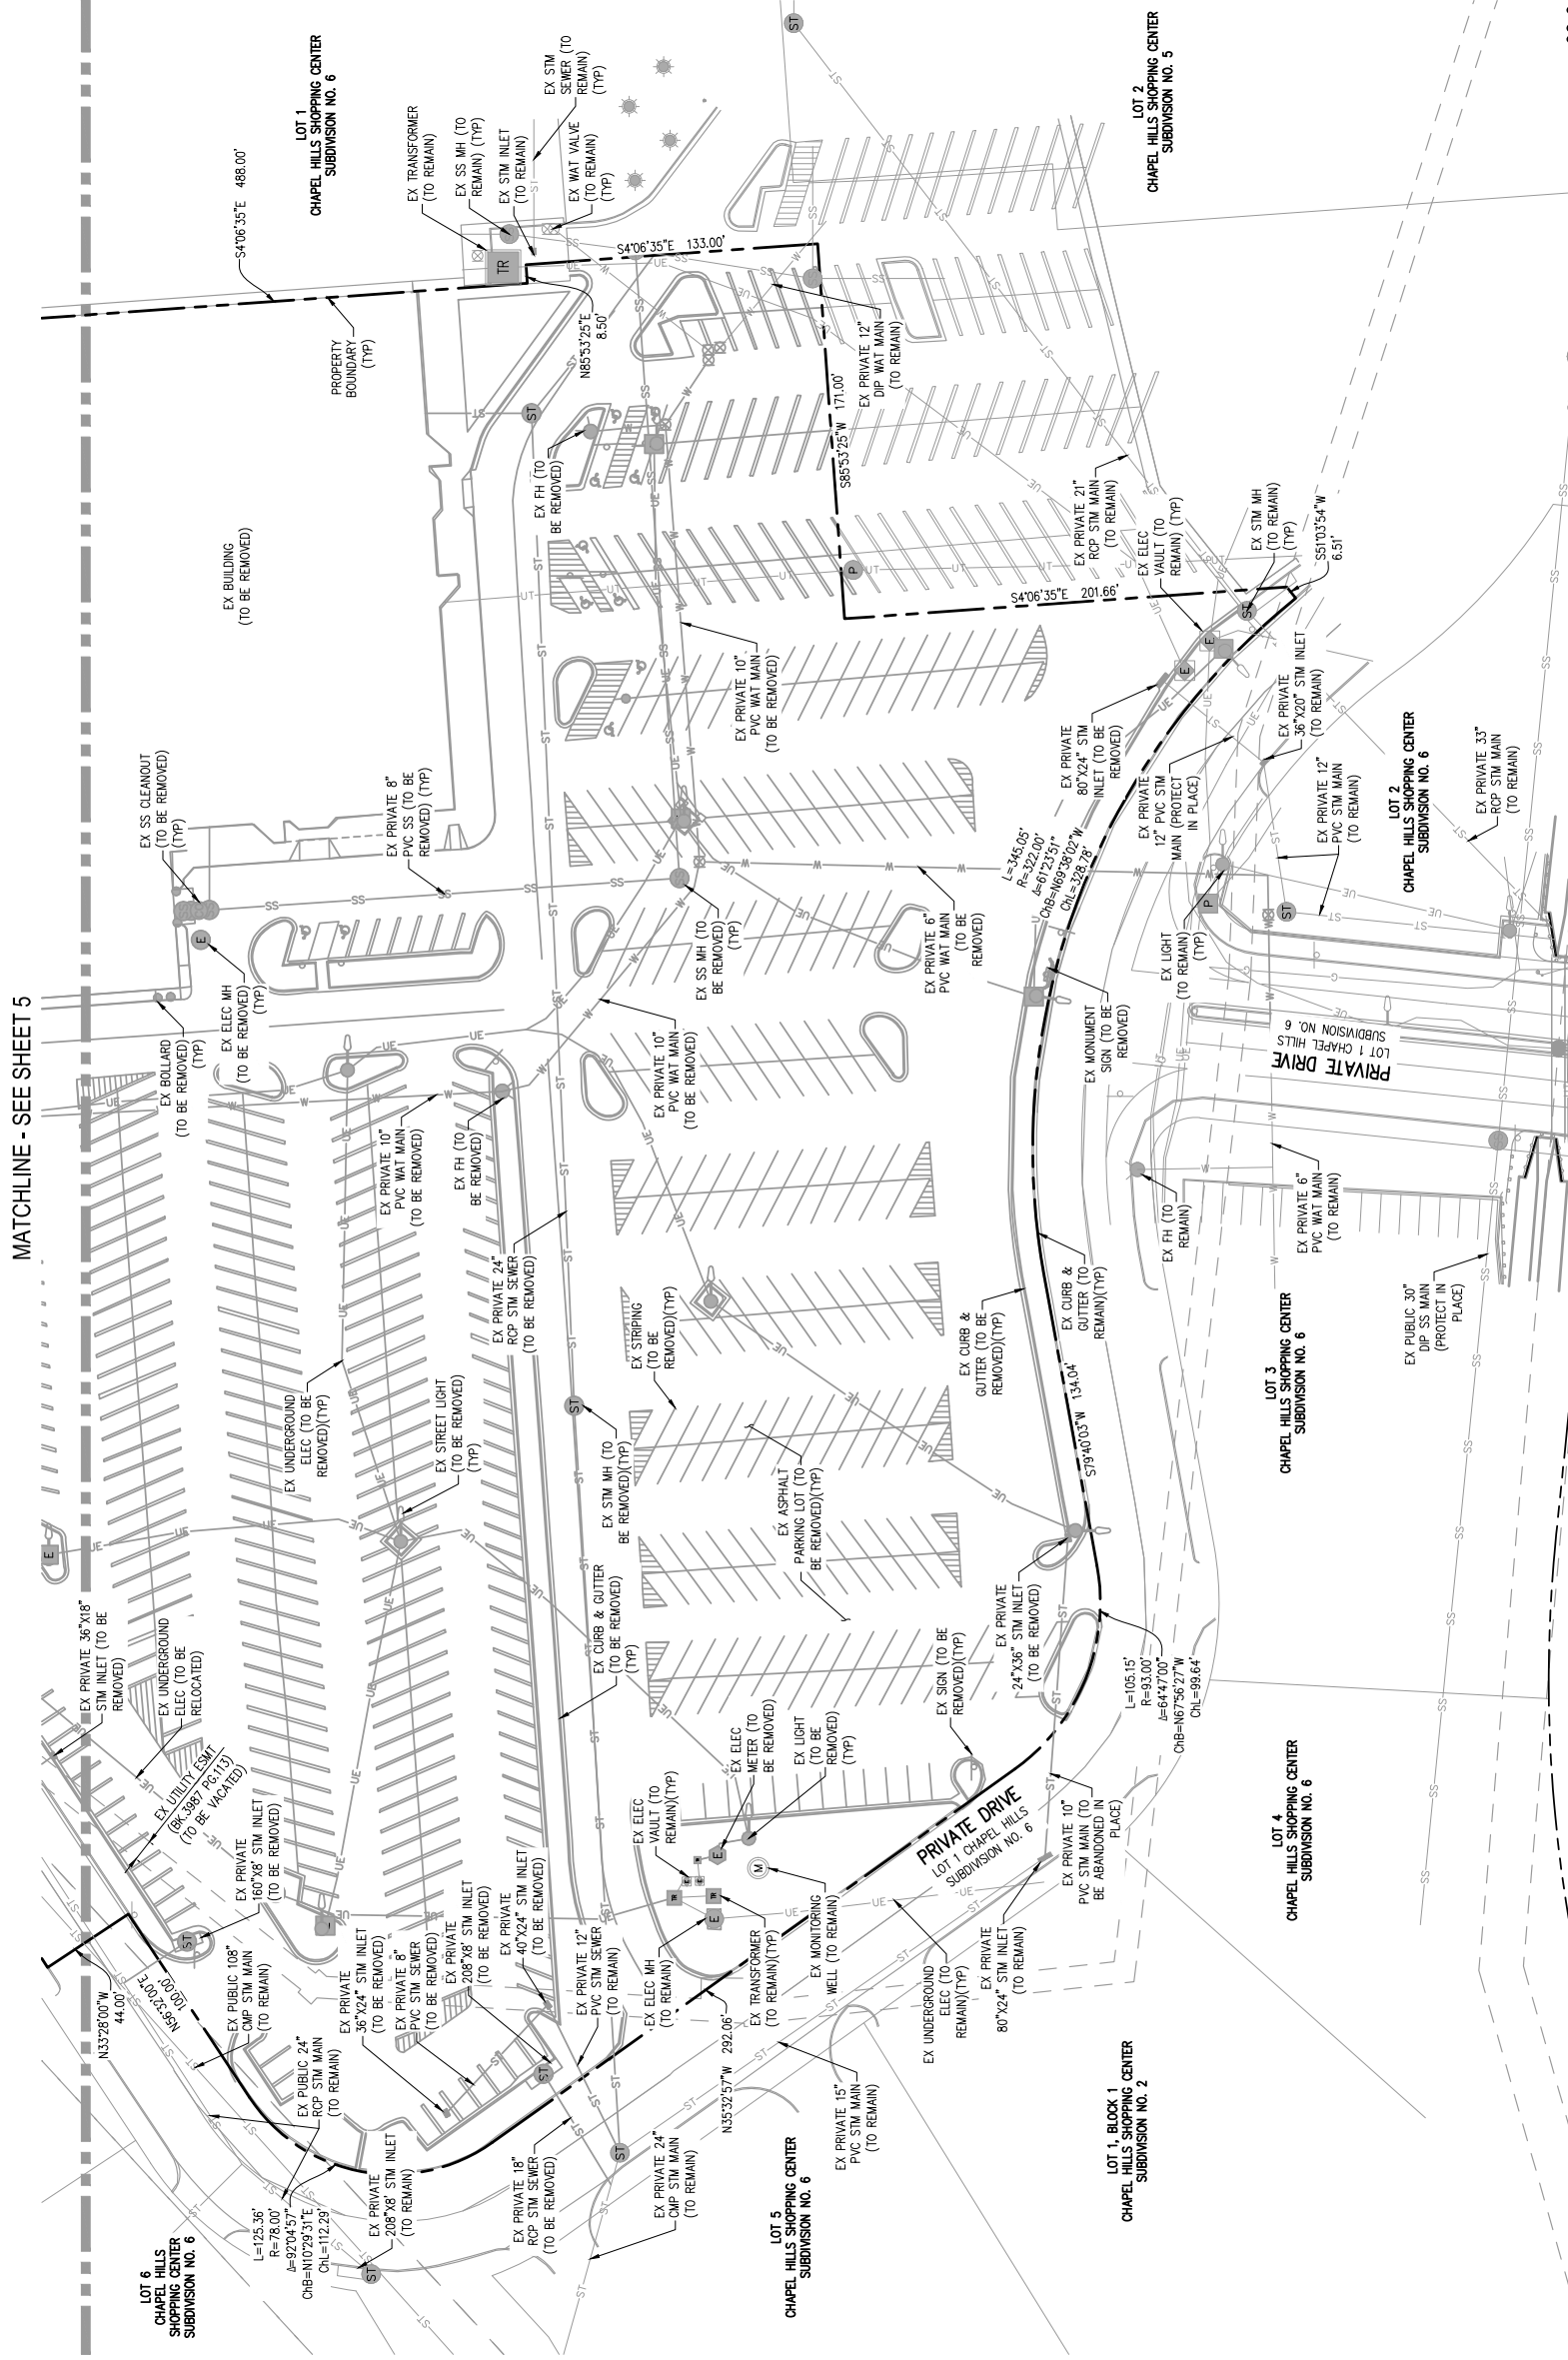 MATCHLINE - SEE SHEET 5
LOT 6
CHAPEL HILLS
SHOPPING CENTER
SUBDIVISION NO. 6
N33°28'00"W
44.00'
N56°32'00"E
100.00'
L=125.36'
R=78.00'
Δ=92°04'57"
ChB=N10°29'31"E
ChL=112.29'
EX PRIVATE
208"X8' STM INLET
(TO REMAIN)
EX PUBLIC 24"
RCP STM MAIN
(TO REMAIN)
EX PUBLIC 108"
CMP STM MAIN
(TO REMAIN)
EX PRIVATE
160"X8' STM INLET
(TO BE REMOVED)
EX UTILITY ESMT
(BK.3987 PG.113)
(TO BE VACATED)
EX UNDERGROUND
ELEC (TO BE
RELOCATED)
EX PRIVATE 36"X18"
STM INLET (TO BE
REMOVED)
EX PRIVATE
36"X24" STM INLET
(TO BE REMOVED)
EX PRIVATE 8"
PVC STM SEWER
(TO BE REMOVED)
EX PRIVATE
208"X8' STM INLET
(TO BE REMOVED)
EX PRIVATE
40"X24" STM INLET
(TO BE REMOVED)
EX UNDERGROUND
ELEC (TO BE
REMOVED)(TYP)
EX STREET LIGHT
(TO BE REMOVED)
(TYP)
EX BOLLARD
(TO BE REMOVED)
(TYP)
EX ELEC MH
(TO BE REMOVED)
(TYP)
EX SS CLEANOUT
(TO BE REMOVED)
(TYP)
EX BUILDING
(TO BE REMOVED)
PROPERTY
BOUNDARY
(TYP)
S4°06'35"E 488.00'
LOT 1
CHAPEL HILLS SHOPPING CENTER
SUBDIVISION NO. 6
EX TRANSFORMER
(TO REMAIN)
EX SS MH (TO
REMAIN) (TYP)
EX STM INLET
(TO REMAIN)
EX STM
SEWER (TO
REMAIN)
(TYP)
EX WAT VALVE
(TO REMAIN)
(TYP)
TR
N85°53'25"E
8.50'
S4°06'35"E 133.00'
EX PRIVATE 8"
PVC SS (TO BE
REMOVED) (TYP)
EX PRIVATE 10"
PVC WAT MAIN
(TO BE REMOVED)
EX FH (TO
BE REMOVED)
EX PRIVATE 24"
RCP STM SEWER
(TO BE REMOVED)
EX FH (TO
BE REMOVED)
EX STM MH (TO
BE REMOVED)(TYP)
EX CURB & GUTTER
(TO BE REMOVED)
(TYP)
EX STRIPING
(TO BE
REMOVED)(TYP)
EX PRIVATE 10"
PVC WAT MAIN
(TO BE REMOVED)
EX SS MH (TO
BE REMOVED)
(TYP)
EX PRIVATE 10"
PVC WAT MAIN
(TO BE REMOVED)
EX PRIVATE 12"
DIP WAT MAIN
(TO REMAIN)
S85°53'25"W 171.00'
S4°06'35"E 201.66'
EX PRIVATE 21"
RCP STM MAIN
(TO REMAIN)
EX ELEC
VAULT (TO
REMAIN) (TYP)
EX STM MH
(TO REMAIN)
(TYP)
S51°03'54"W
6.51'
LOT 2
CHAPEL HILLS SHOPPING CENTER
SUBDIVISION NO. 5
EX PRIVATE 18"
RCP STM SEWER
(TO BE REMOVED)
EX PRIVATE 12"
PVC STM SEWER
(TO REMAIN)
EX ELEC
VAULT (TO
REMAIN)(TYP)
EX ELEC
METER (TO
BE REMOVED)
EX LIGHT
(TO BE
REMOVED)
(TYP)
EX ELEC MH
(TO REMAIN)
EX PRIVATE 24"
CMP STM MAIN
(TO REMAIN)
N35°32'57"W 292.06'
EX TRANSFORMER
(TO REMAIN)(TYP)
EX MONITORING
WELL (TO REMAIN)
EX ASPHALT
PARKING LOT (TO
BE REMOVED)(TYP)
EX SIGN (TO BE
REMOVED)(TYP)
EX PRIVATE
24"X36" STM INLET
(TO BE REMOVED)
PRIVATE DRIVE
LOT 1 CHAPEL HILLS
SUBDIVISION NO. 6
EX PRIVATE 15"
PVC STM MAIN
(TO REMAIN)
EX UNDERGROUND
ELEC (TO
REMAIN)(TYP)
EX PRIVATE
80"X24" STM INLET
(TO REMAIN)
EX PRIVATE 10"
PVC STM MAIN (TO
BE ABANDONED IN
PLACE)
L=105.15'
R=93.00'
Δ=64°47'00"
ChB=N67°56'27"W
ChL=99.64'
S79°40'03"W 134.04'
EX CURB &
GUTTER (TO BE
REMOVED)(TYP)
EX CURB &
GUTTER (TO
REMAIN)(TYP)
EX PRIVATE 6"
PVC WAT MAIN
(TO BE
REMOVED)
EX MONUMENT
SIGN (TO BE
REMOVED)
L=345.05'
R=322.00'
Δ=61°23'51"
ChB=N69°38'02"W
ChL=328.78'
EX PRIVATE
80"X24" STM
INLET (TO BE
REMOVED)
EX PRIVATE
12" PVC STM
MAIN (PROTECT
IN PLACE)
EX PRIVATE
36"X20" STM INLET
(TO REMAIN)
EX LIGHT
(TO REMAIN)
(TYP)
EX PRIVATE 12"
PVC STM MAIN
(TO REMAIN)
LOT 2
CHAPEL HILLS SHOPPING CENTER
SUBDIVISION NO. 6
EX PRIVATE 33"
RCP STM MAIN
(TO REMAIN)
PRIVATE DRIVE
LOT 1 CHAPEL HILLS
SUBDIVISION NO. 6
EX FH (TO
REMAIN)
EX PRIVATE 6"
PVC WAT MAIN
(TO REMAIN)
EX PUBLIC 30"
DIP SS MAIN
(PROTECT IN
PLACE)
LOT 3
CHAPEL HILLS SHOPPING CENTER
SUBDIVISION NO. 6
LOT 4
CHAPEL HILLS SHOPPING CENTER
SUBDIVISION NO. 6
LOT 5
CHAPEL HILLS SHOPPING CENTER
SUBDIVISION NO. 6
LOT 1, BLOCK 1
CHAPEL HILLS SHOPPING CENTER
SUBDIVISION NO. 2